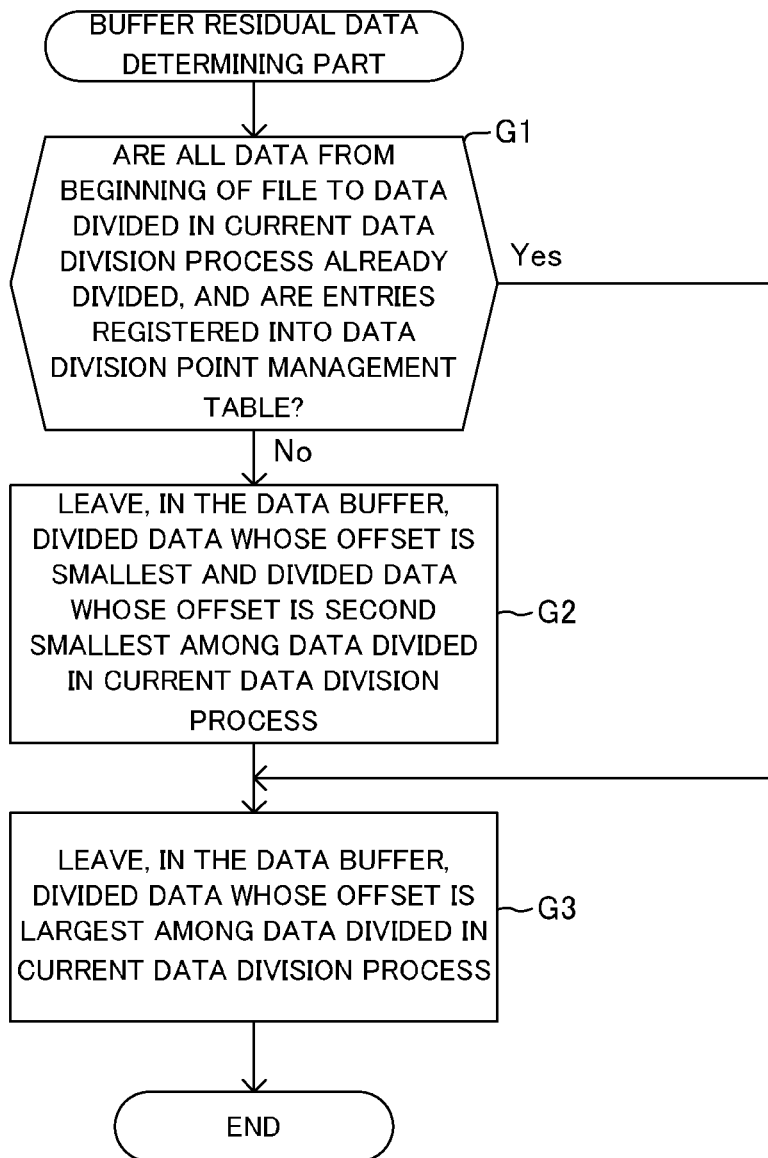 BUFFER RESIDUAL DATA
DETERMINING PART
G1
ARE ALL DATA FROM
BEGINNING OF FILE TO DATA
DIVIDED IN CURRENT DATA
DIVISION PROCESS ALREADY
DIVIDED, AND ARE ENTRIES
REGISTERED INTO DATA
DIVISION POINT MANAGEMENT
TABLE?
Yes
No
LEAVE, IN THE DATA BUFFER,
DIVIDED DATA WHOSE OFFSET IS
SMALLEST AND DIVIDED DATA
WHOSE OFFSET IS SECOND
SMALLEST AMONG DATA DIVIDED
IN CURRENT DATA DIVISION
PROCESS
G2
LEAVE, IN THE DATA BUFFER,
DIVIDED DATA WHOSE OFFSET IS
LARGEST AMONG DATA DIVIDED IN
CURRENT DATA DIVISION PROCESS
G3
END